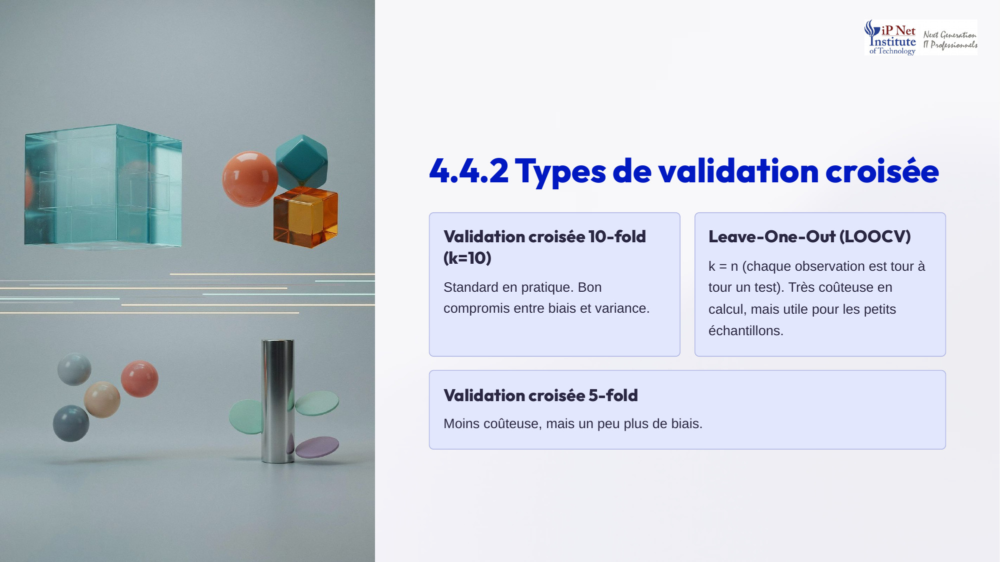 iP Net
Institute
of Technology
Next Generation
IT Professionnels
4.4.2 Types de validation croisée
Validation croisée 10-fold
(k=10)
Standard en pratique. Bon
compromis entre biais et variance.
Leave-One-Out (LOOCV)
k = n (chaque observation est tour à
tour un test). Très coûteuse en
calcul, mais utile pour les petits
échantillons.
Validation croisée 5-fold
Moins coûteuse, mais un peu plus de biais.